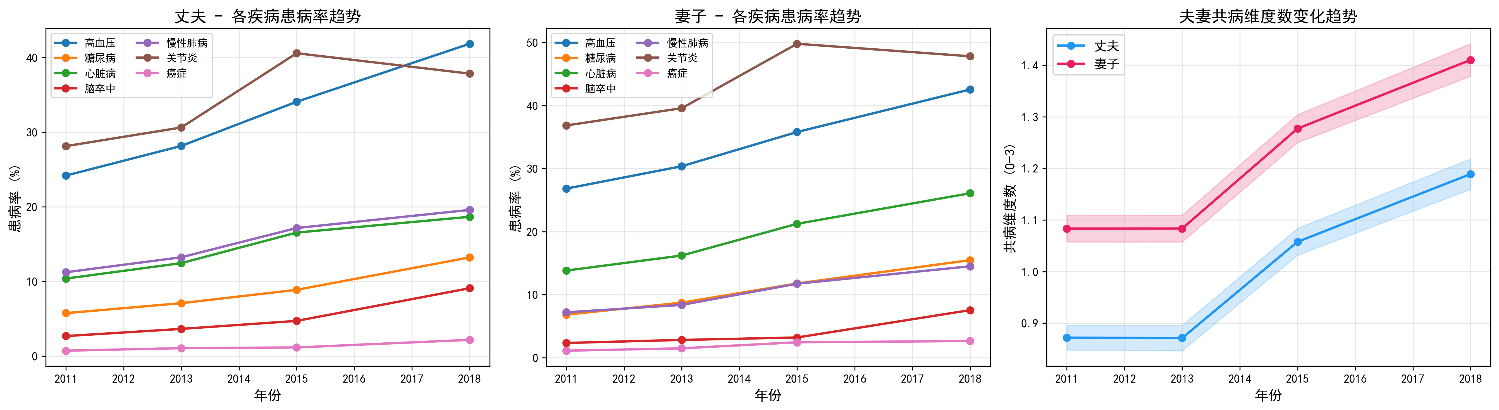 丈夫 - 各疾病患病率趋势
患病率 (%)
40
30
20
10
0
高血压
糖尿病
心脏病
脑卒中
慢性肺病
关节炎
癌症
2011 2012 2013 2014 2015 2016 2017 2018
年份
妻子 - 各疾病患病率趋势
患病率 (%)
50
40
30
20
10
0
高血压
糖尿病
心脏病
脑卒中
慢性肺病
关节炎
癌症
2011 2012 2013 2014 2015 2016 2017 2018
年份
夫妻共病维度数变化趋势
共病维度数 (0-3)
1.4
1.3
1.2
1.1
1.0
0.9
丈夫
妻子
2011 2012 2013 2014 2015 2016 2017 2018
年份